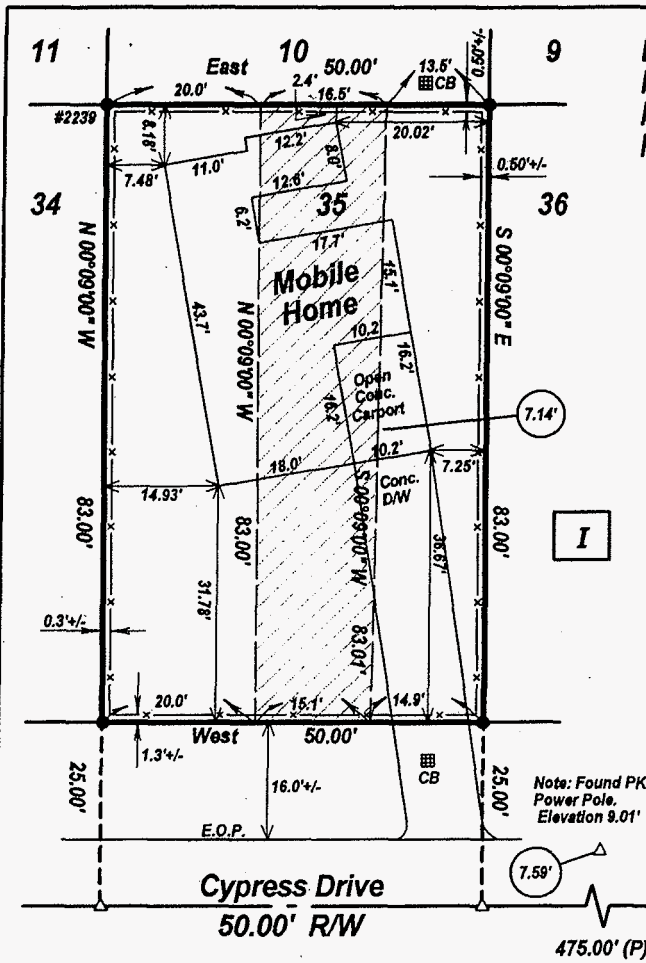 11
10
9
East
50.00'
20.0'
2.4'
16.5'
13.5'
CB
0.50'+/-
#2239
8.18'
12.2'
8.0'
20.02'
7.48'
11.0'
0.50'+/-
12.6'
34
35
36
6.2'
17.7'
N 00°09'00" W
S 00°09'00" E
Mobile
Home
15.1'
43.7'
N 00°09'00" W
10.2
16.2'
Open
Conc.
Carport
16.2'
7.14'
18.0'
10.2'
7.25'
14.93'
Conc.
D/W
S 00°09'00" W
83.00'
83.00'
83.00'
I
36.67'
31.78'
83.01'
0.3'+/-
20.0'
15.1'
14.9'
West
50.00'
1.3'+/-
25.00'
16.0'+/-
CB
25.00'
Note: Found PK
Power Pole.
Elevation 9.01'
E.O.P.
7.59'
Cypress Drive
50.00' R/W
475.00' (P)